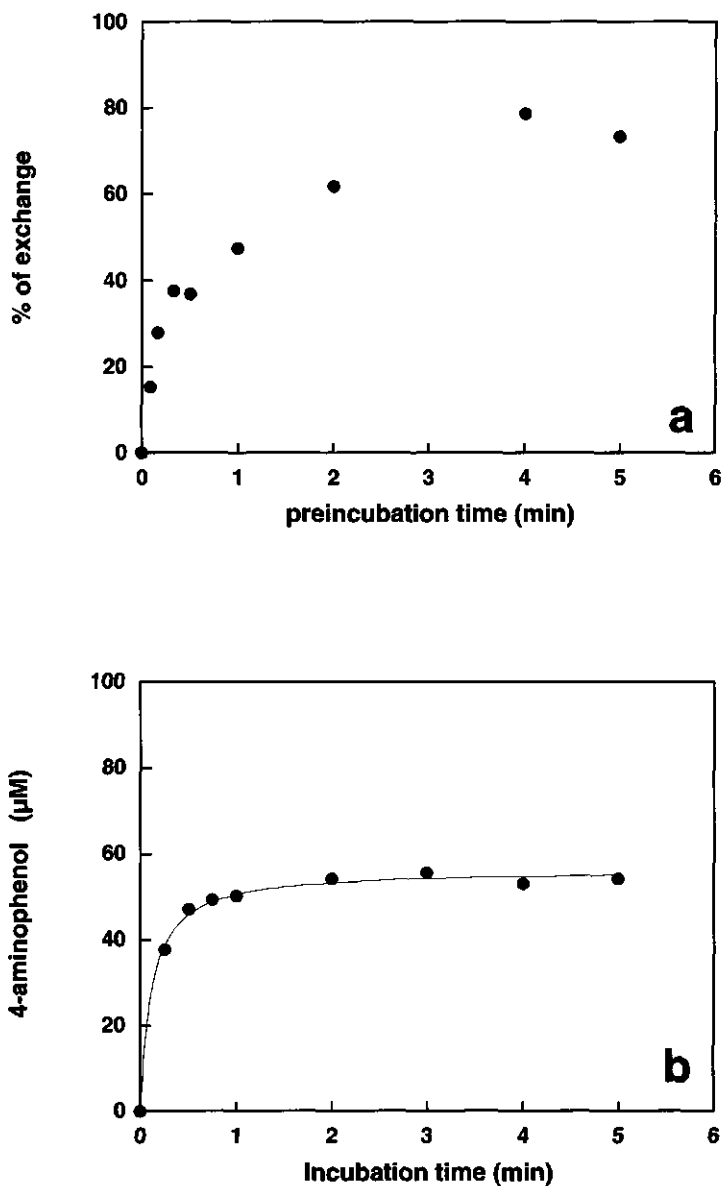 100
80
60
40
20
0
% of exchange
a
0 1 2 3 4 5 6
preincubation time (min)
100
80
60
40
20
0
4-aminophenol (µM)
b
0 1 2 3 4 5 6
Incubation time (min)